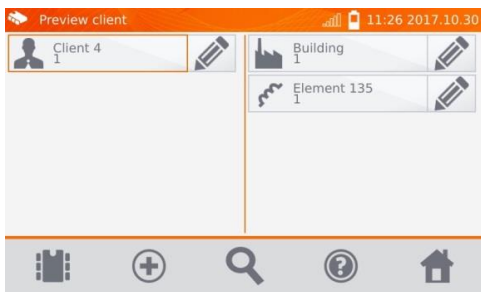 Preview client
11:26 2017.10.30
Client 4
1
Building
1
Element 135
1